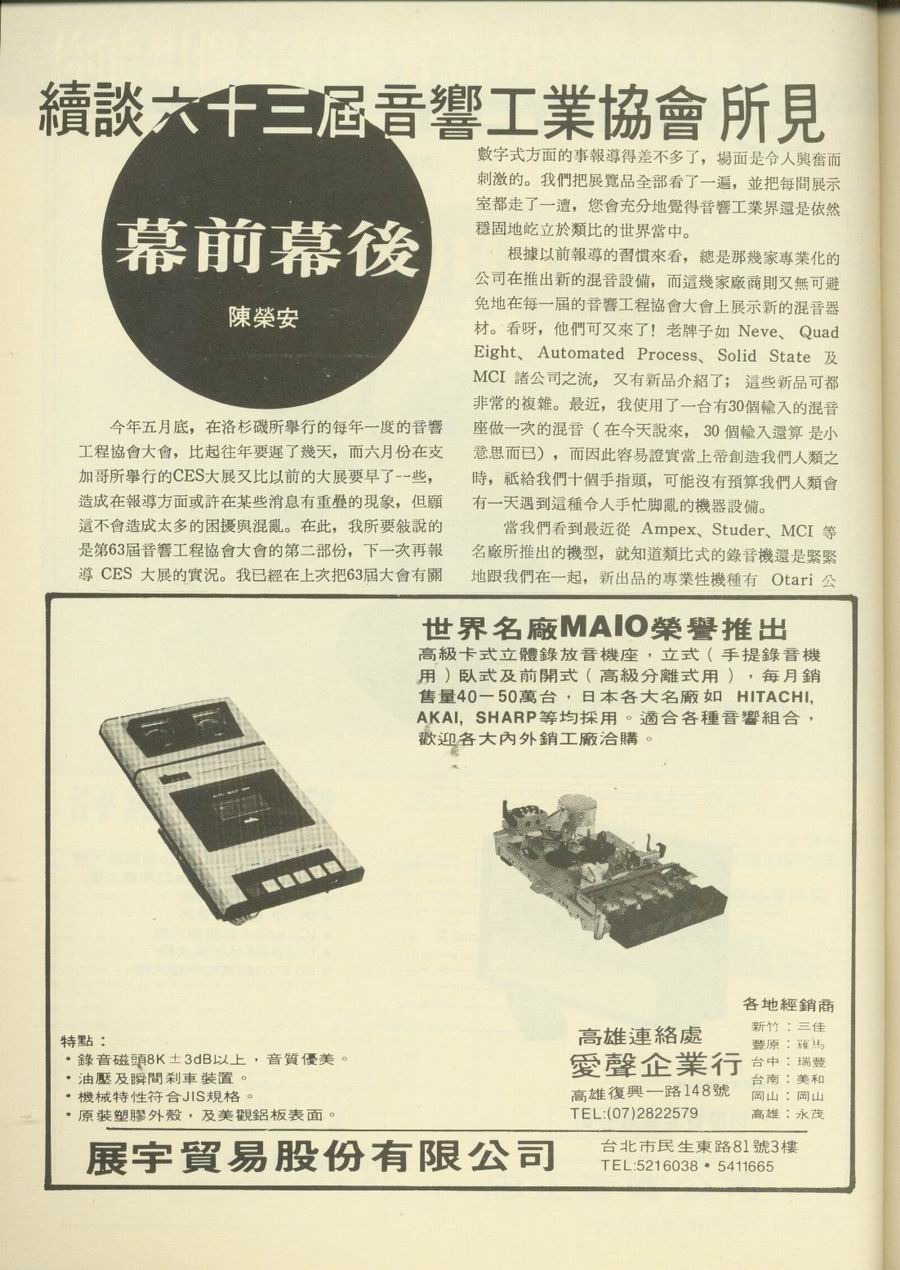 續談六十三屆音響工業協會所見
幕前幕後
陳榮安
今年五月底，在洛杉磯所舉行的每年一度的音響
工程協會大會，比起往年要遲了幾天，而六月份在支
加哥所舉行的CES大展又比以前的大展要早了一些，
造成在報導方面或許在某些消息有重疊的現象，但願
這不會造成太多的困擾與混亂。在此，我所要敍說的
是第63屆音響工程協會大會的第二部份，下一次再報
導 CES 大展的實況。我已經在上次把63屆大會有關
數字式方面的事報導得差不多了，場面是令人興奮而
刺激的。我們把展覽品全部看了一遍，並把每間展示
室都走了一遭，您會充分地覺得音響工業界還是依然
穩固地屹立於類比的世界當中。
根據以前報導的習慣來看，總是那幾家專業化的
公司在推出新的混音設備，而這幾家廠商則又無可避
免地在每一屆的音響工程協會大會上展示新的混音器
材。看呀，他們可又來了！老牌子如 Neve、 Quad
Eight、 Automated Process、 Solid State 及
MCI 諸公司之流， 又有新品介紹了； 這些新品可都
非常的複雜。最近，我使用了一台有30個輸入的混音
座做一次的混音（在今天說來， 30 個輸入還算是小
意思而已），而因此容易證實當上帝創造我們人類之
時，祇給我們十個手指頭，可能沒有預算我們人類會
有一天遇到這種令人手忙脚亂的機器設備。
當我們看到最近從 Ampex、Studer、MCI 等
名廠所推出的機型，就知道類比式的錄音機還是緊緊
地跟我們在一起，新出品的專業性機種有 Otari 公
世界名廠MAIO榮譽推出
高級卡式立體錄放音機座，立式（手提錄音機
用）臥式及前開式（高級分離式用），每月銷
售量40－50萬台，日本各大名廠如 HITACHI,
AKAI, SHARP等均採用。適合各種音響組合，
歡迎各大內外銷工廠洽購。
特點：
•錄音磁頭8K±3dB以上，音質優美。
•油壓及瞬間刹車裝置。
•機械特性符合JIS規格。
•原裝塑膠外殼，及美觀鋁板表面。
高雄連絡處
愛聲企業行
高雄復興一路148號
TEL:(07)2822579
各地經銷商
新竹：三佳
豐原：羅馬
台中：瑞豐
台南：美和
岡山：岡山
高雄：永茂
展宇貿易股份有限公司
台北市民生東路81號3樓
TEL:5216038•5411665